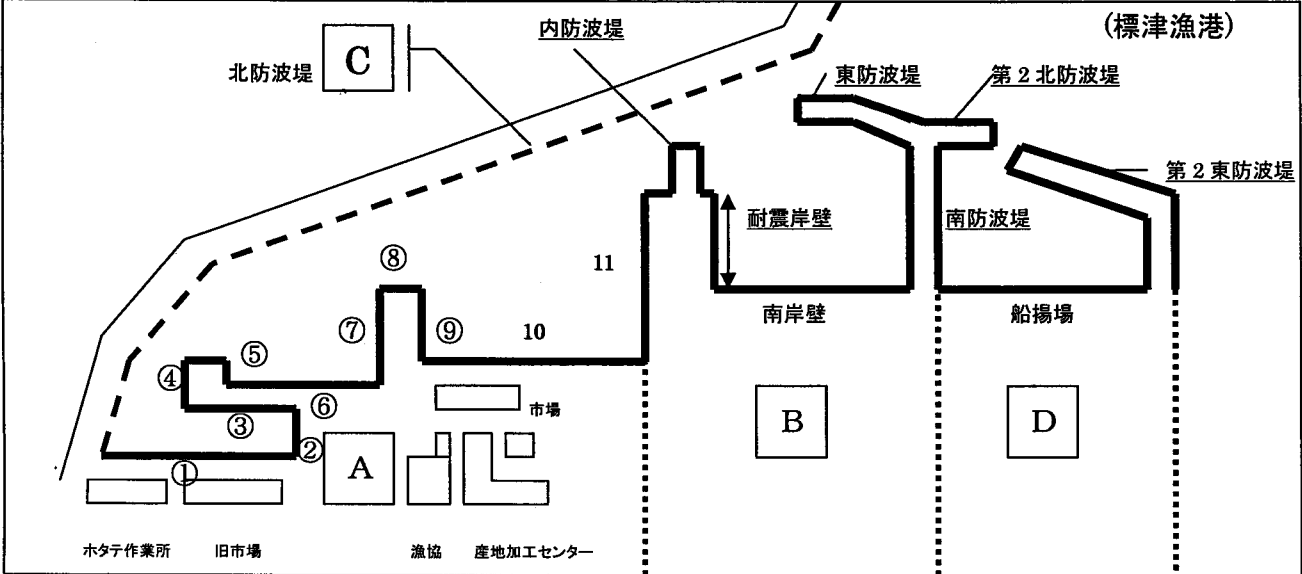 (標津漁港)
内防波堤
北防波堤
C
東防波堤
第2北防波堤
第2東防波堤
耐震岸壁
南防波堤
⑧
11
南岸壁
船揚場
⑦
⑨
10
⑤
④
⑥
③
市場
②
A
B
D
①
ホタテ作業所
旧市場
漁協
産地加工センター